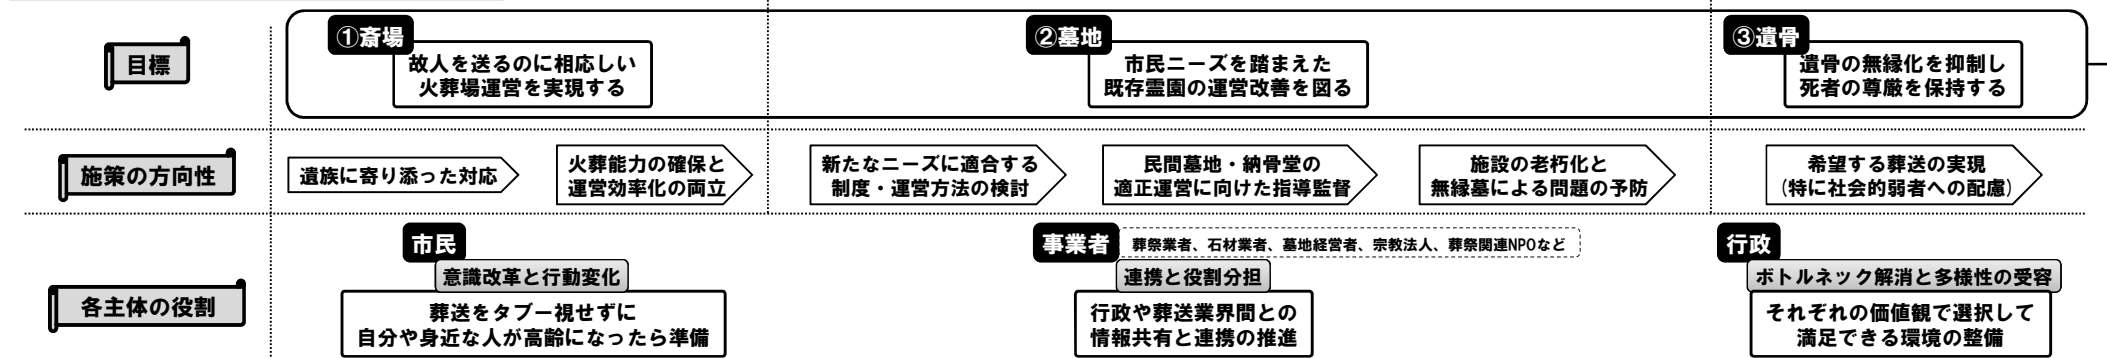 目標
①斎場
故人を送るのに相応しい
火葬場運営を実現する
②墓地
市民ニーズを踏まえた
既存霊園の運営改善を図る
③遺骨
遺骨の無縁化を抑制し
死者の尊厳を保持する
施策の方向性
遺族に寄り添った対応
火葬能力の確保と
運営効率化の両立
新たなニーズに適合する
制度・運営方法の検討
民間墓地・納骨堂の
適正運営に向けた指導監督
施設の老朽化と
無縁墓による問題の予防
希望する葬送の実現
(特に社会的弱者への配慮)
各主体の役割
市民
意識改革と行動変化
葬送をタブー視せずに
自分や身近な人が高齢になったら準備
事業者
葬祭業者、石材業者、墓地経営者、宗教法人、葬祭関連NPOなど
連携と役割分担
行政や葬送業界間との
情報共有と連携の推進
行政
ボトルネック解消と多様性の受容
それぞれの価値観で選択して
満足できる環境の整備